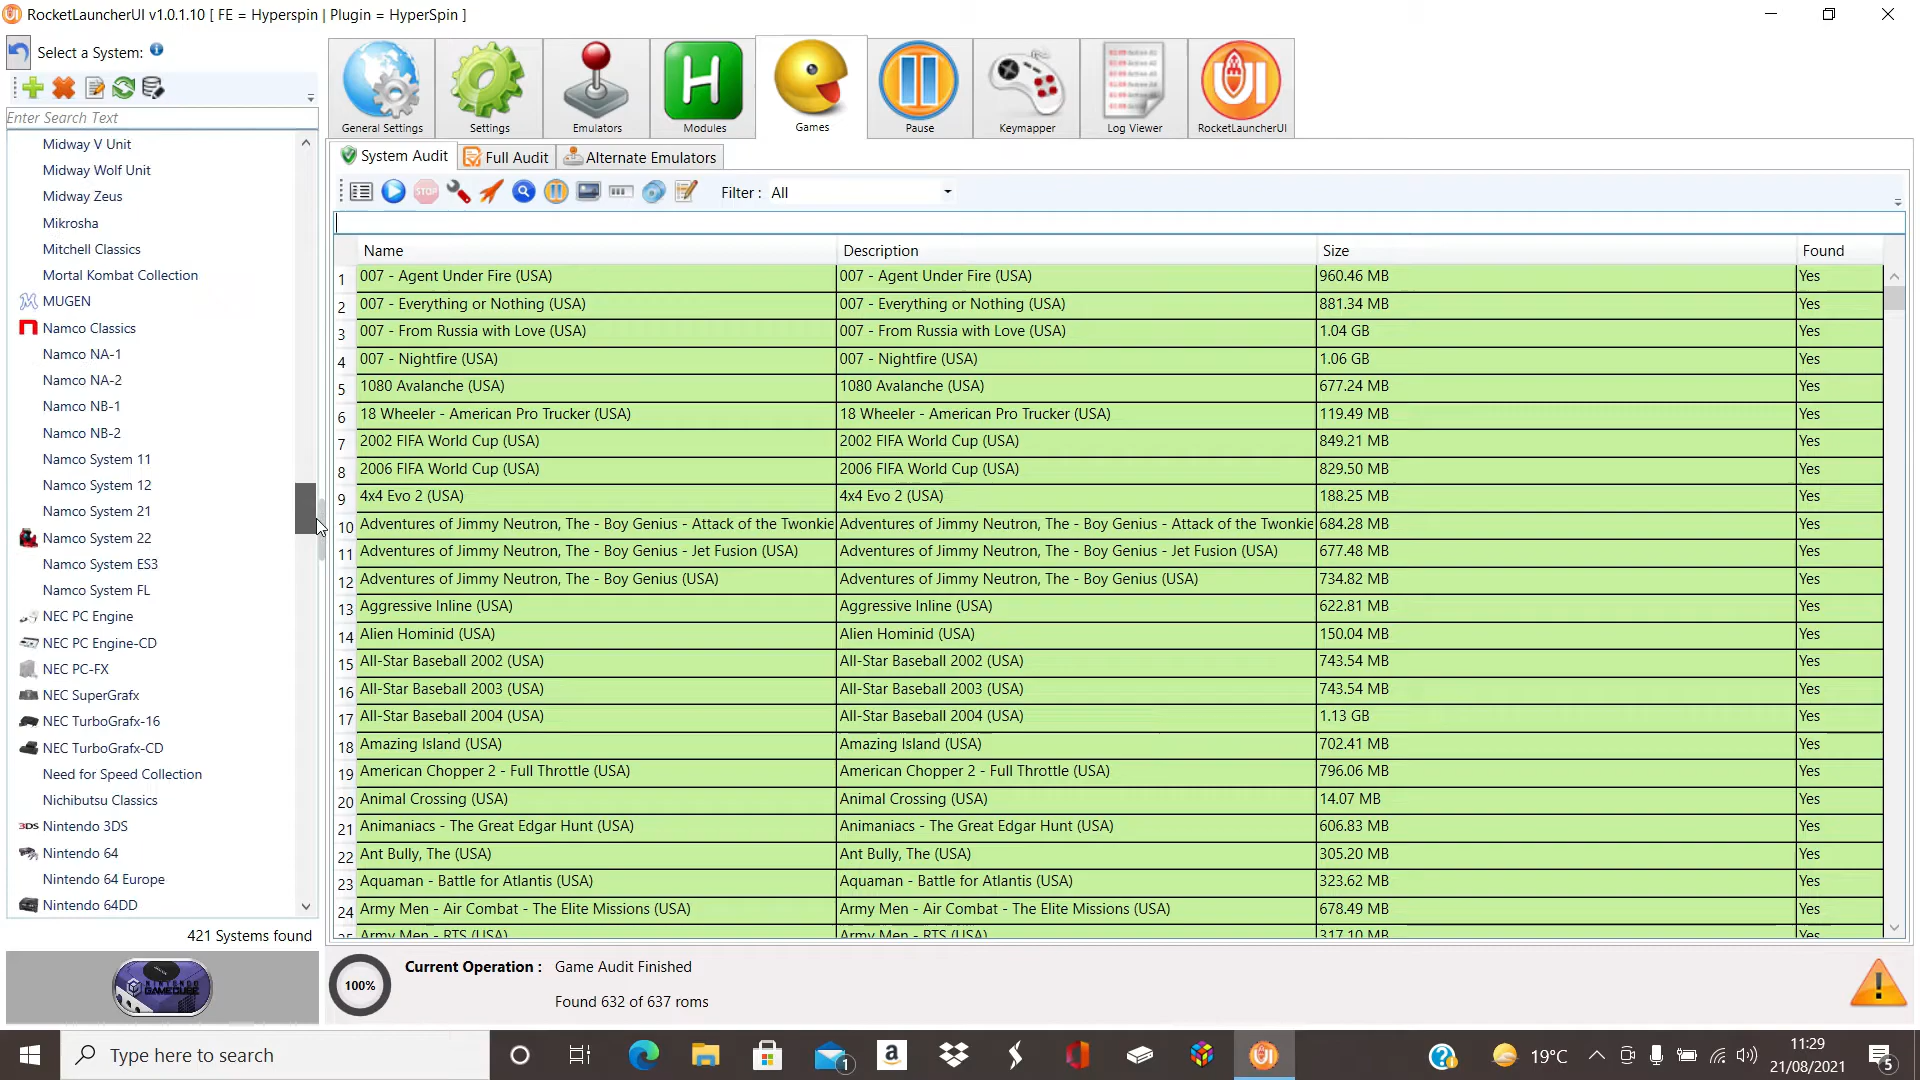 RocketLauncherUI v1.0.1.10 [ FE = Hyperspin | Plugin = HyperSpin ]
Select a System:
Enter Search Text
Midway V Unit
Midway Wolf Unit
Midway Zeus
Mikrosha
Mitchell Classics
Mortal Kombat Collection
MUGEN
Namco Classics
Namco NA-1
Namco NA-2
Namco NB-1
Namco NB-2
Namco System 11
Namco System 12
Namco System 21
Namco System 22
Namco System ES3
Namco System FL
NEC PC Engine
NEC PC Engine-CD
NEC PC-FX
NEC SuperGrafx
NEC TurboGrafx-16
NEC TurboGrafx-CD
Need for Speed Collection
Nichibutsu Classics
3DS Nintendo 3DS
Nintendo 64
Nintendo 64 Europe
Nintendo 64DD
421 Systems found
NINTENDO
GAMECUBE
General Settings Settings Emulators Modules Games Pause Keymapper Log Viewer RocketLauncherUI
H
UI
System Audit Full Audit Alternate Emulators
STOP
Filter : All
Name Description Size Found
1 007 - Agent Under Fire (USA) 007 - Agent Under Fire (USA) 960.46 MB Yes
2 007 - Everything or Nothing (USA) 007 - Everything or Nothing (USA) 881.34 MB Yes
3 007 - From Russia with Love (USA) 007 - From Russia with Love (USA) 1.04 GB Yes
4 007 - Nightfire (USA) 007 - Nightfire (USA) 1.06 GB Yes
5 1080 Avalanche (USA) 1080 Avalanche (USA) 677.24 MB Yes
6 18 Wheeler - American Pro Trucker (USA) 18 Wheeler - American Pro Trucker (USA) 119.49 MB Yes
7 2002 FIFA World Cup (USA) 2002 FIFA World Cup (USA) 849.21 MB Yes
8 2006 FIFA World Cup (USA) 2006 FIFA World Cup (USA) 829.50 MB Yes
9 4x4 Evo 2 (USA) 4x4 Evo 2 (USA) 188.25 MB Yes
10 Adventures of Jimmy Neutron, The - Boy Genius - Attack of the Twonkie Adventures of Jimmy Neutron, The - Boy Genius - Attack of the Twonkie 684.28 MB Yes
11 Adventures of Jimmy Neutron, The - Boy Genius - Jet Fusion (USA) Adventures of Jimmy Neutron, The - Boy Genius - Jet Fusion (USA) 677.48 MB Yes
12 Adventures of Jimmy Neutron, The - Boy Genius (USA) Adventures of Jimmy Neutron, The - Boy Genius (USA) 734.82 MB Yes
13 Aggressive Inline (USA) Aggressive Inline (USA) 622.81 MB Yes
14 Alien Hominid (USA) Alien Hominid (USA) 150.04 MB Yes
15 All-Star Baseball 2002 (USA) All-Star Baseball 2002 (USA) 743.54 MB Yes
16 All-Star Baseball 2003 (USA) All-Star Baseball 2003 (USA) 743.54 MB Yes
17 All-Star Baseball 2004 (USA) All-Star Baseball 2004 (USA) 1.13 GB Yes
18 Amazing Island (USA) Amazing Island (USA) 702.41 MB Yes
19 American Chopper 2 - Full Throttle (USA) American Chopper 2 - Full Throttle (USA) 796.06 MB Yes
20 Animal Crossing (USA) Animal Crossing (USA) 14.07 MB Yes
21 Animaniacs - The Great Edgar Hunt (USA) Animaniacs - The Great Edgar Hunt (USA) 606.83 MB Yes
22 Ant Bully, The (USA) Ant Bully, The (USA) 305.20 MB Yes
23 Aquaman - Battle for Atlantis (USA) Aquaman - Battle for Atlantis (USA) 323.62 MB Yes
24 Army Men - Air Combat - The Elite Missions (USA) Army Men - Air Combat - The Elite Missions (USA) 678.49 MB Yes
25 Army Men - RTS (USA) Army Men - RTS (USA) 317.10 MB Yes
100%
Current Operation : Game Audit Finished
Found 632 of 637 roms
Type here to search
1
a
UI
19°C
11:29
21/08/2021
5